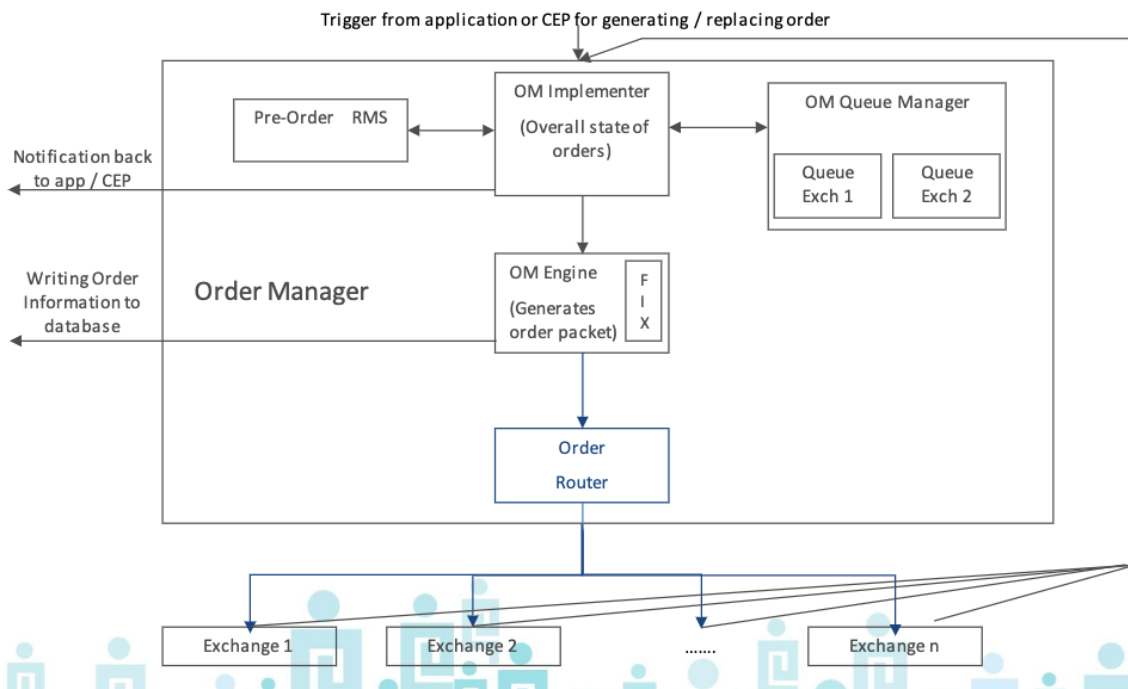 Trigger from application or CEP for generating / replacing order
OM Implementer
(Overall state of
orders)
Pre-Order RMS
OM Queue Manager
Queue
Exch 1
Queue
Exch 2
Notification back
to app / CEP
OM Engine
(Generates
order packet)
F
I
X
Writing Order
Information to
database
Order Manager
Order
Router
Exchange 1
Exchange 2
.......
Exchange n